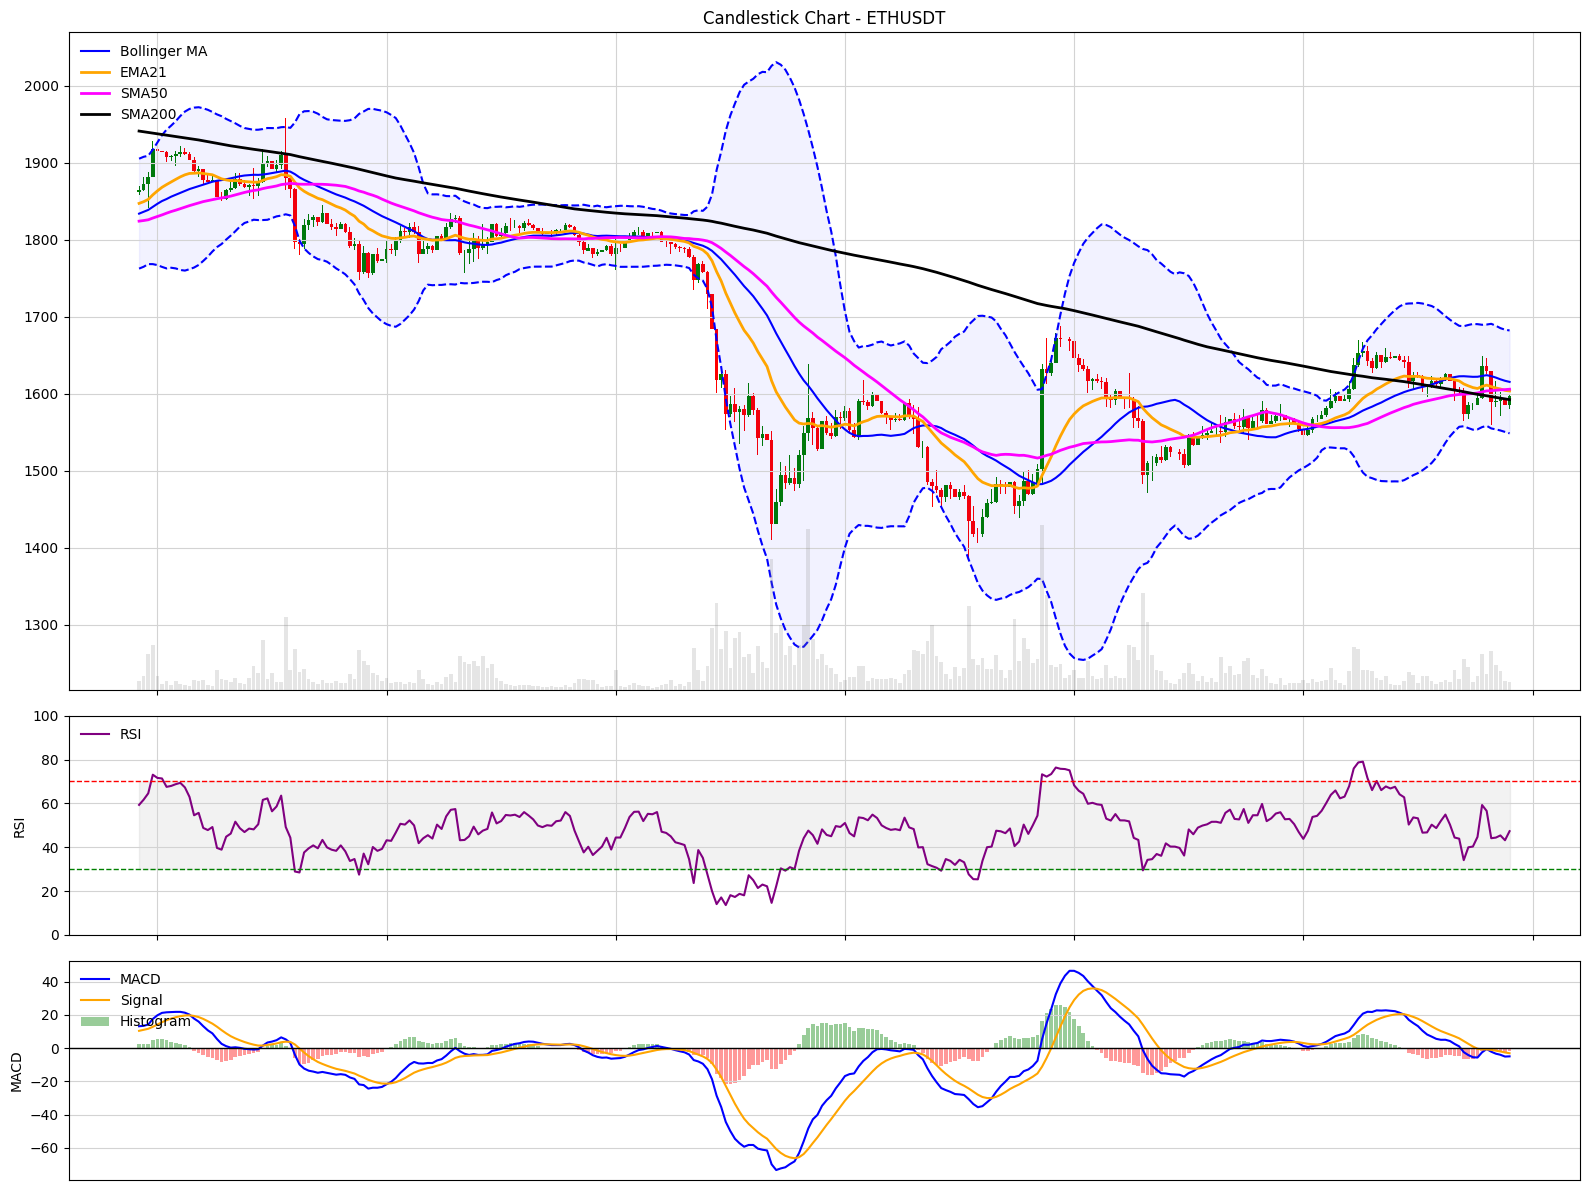 Candlestick Chart - ETHUSDT
Bollinger MA
EMA21
SMA50
SMA200
2000
1900
1800
1700
1600
1500
1400
1300
RSI
100
80
60
40
20
0
RSI
MACD
Signal
Histogram
40
20
0
−20
−40
−60
MACD